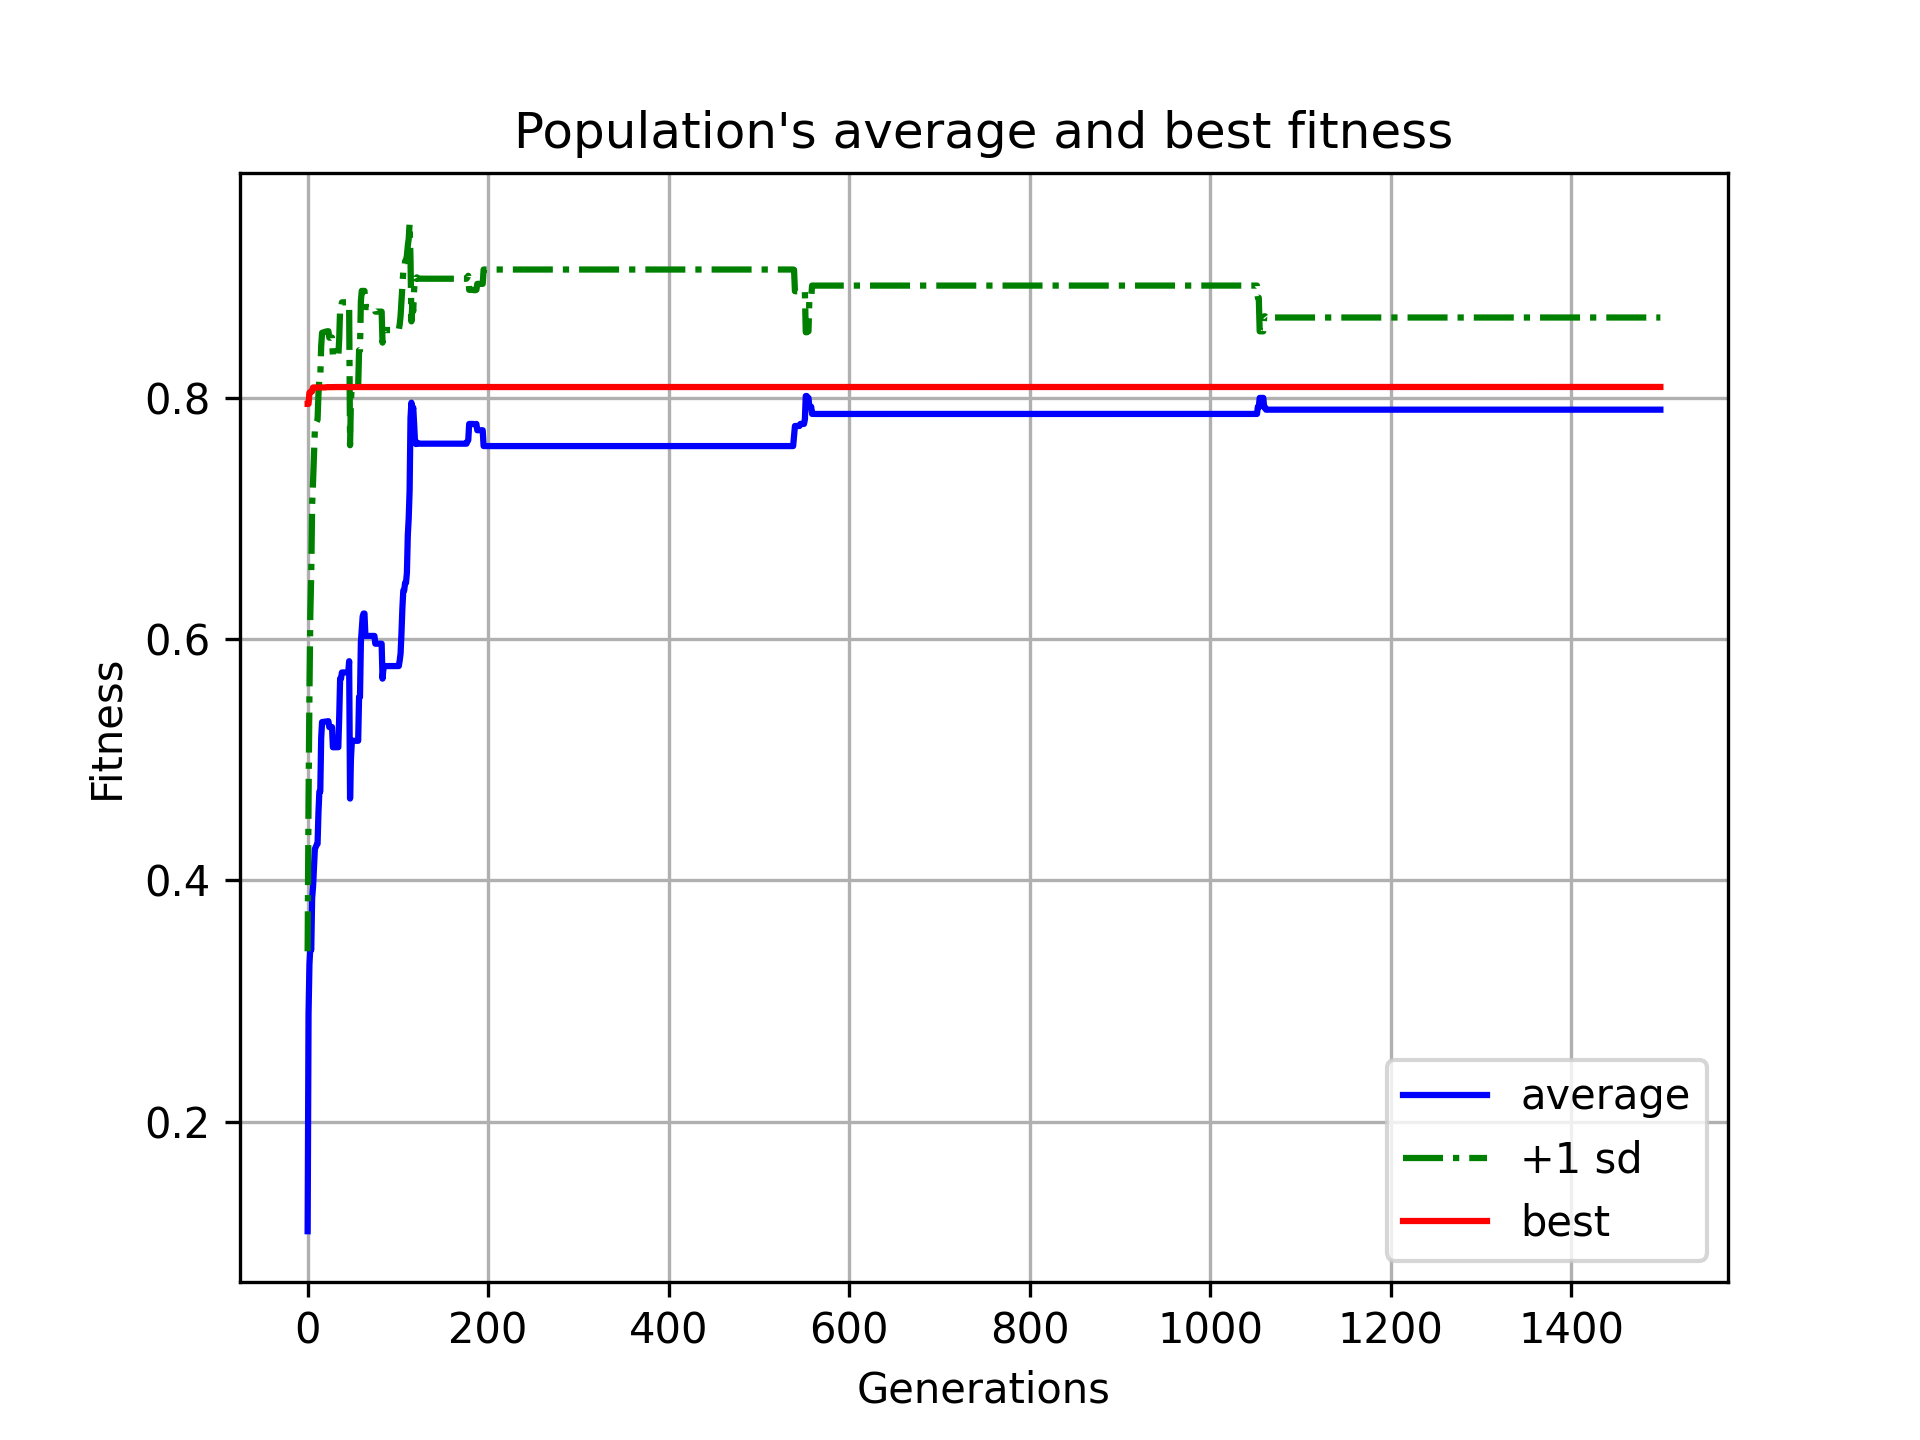 Population's average and best fitness
Fitness
0.8
0.6
0.4
0.2
0 200 400 600 800 1000 1200 1400
Generations
average
+1 sd
best